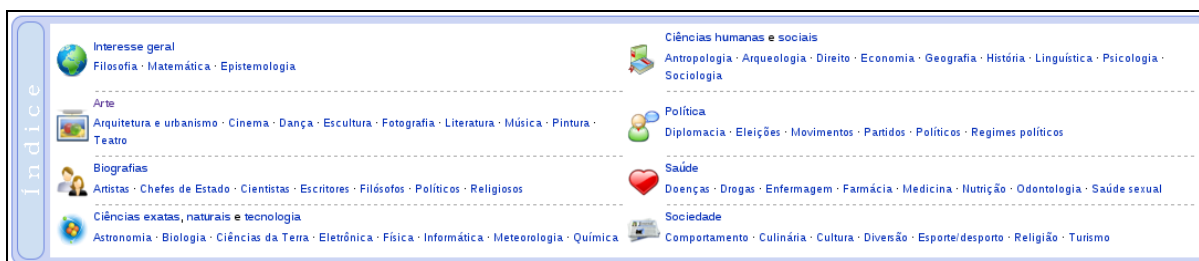 Índice
Interesse geral
Filosofia · Matemática · Epistemologia
Arte
Arquitetura e urbanismo · Cinema · Dança · Escultura · Fotografia · Literatura · Música · Pintura ·
Teatro
Biografias
Artistas · Chefes de Estado · Cientistas · Escritores · Filósofos · Políticos · Religiosos
Ciências exatas, naturais e tecnologia
Astronomia · Biologia · Ciências da Terra · Eletrônica · Física · Informática · Meteorologia · Química
Ciências humanas e sociais
Antropologia · Arqueologia · Direito · Economia · Geografia · História · Linguística · Psicologia ·
Sociologia
Política
Diplomacia · Eleições · Movimentos · Partidos · Políticos · Regimes políticos
Saúde
Doenças · Drogas · Enfermagem · Farmácia · Medicina · Nutrição · Odontologia · Saúde sexual
Sociedade
Comportamento · Culinária · Cultura · Diversão · Esporte/desporto · Religião · Turismo